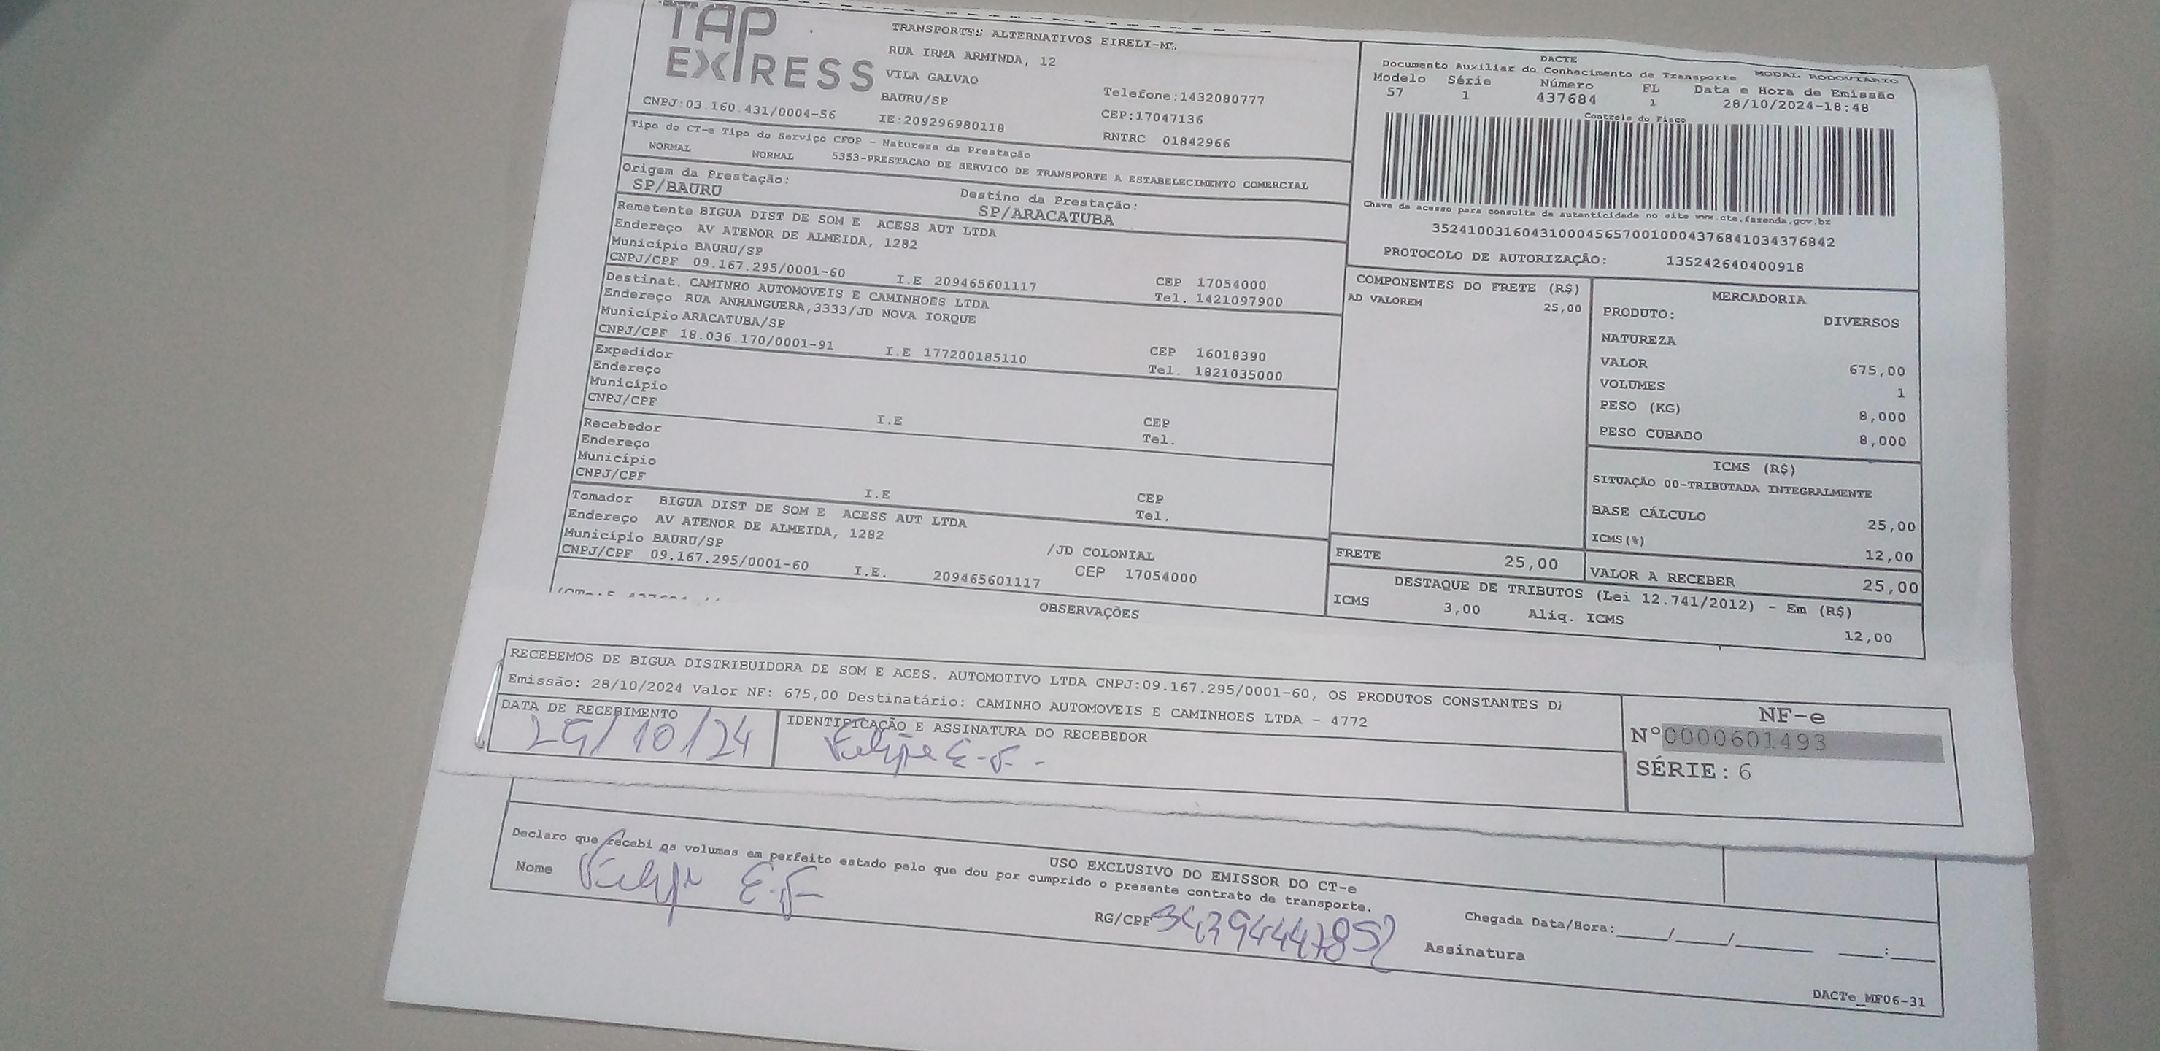 TAP
EXPRESS
TRANSPORTES ALTERNATIVOS EIRELI-ME.
RUA IRMA ARMINDA, 12
VILA GALVAO
BAURU/SP
Telefone:1432080777
CEP:17047136
CNPJ:03.160.431/0004-56
IE:209296980118
RNTRC 01842966
Tipo do CT-e Tipo do Serviço CFOP - Natureza da Prestação
NORMAL NORMAL 5353-PRESTACAO DE SERVICO DE TRANSPORTE A ESTABELECIMENTO COMERCIAL
Origem da Prestação: Destino da Prestação:
SP/BAURU SP/ARACATUBA
Remetente BIGUA DIST DE SOM E ACESS AUT LTDA
Endereço AV ATENOR DE ALMEIDA, 1282
Município BAURU/SP CEP 17054000
CNPJ/CPF 09.167.295/0001-60 I.E 209465601117 Tel. 1421097900
Destinat. CAMINHO AUTOMOVEIS E CAMINHOES LTDA
Endereço RUA ANHANGUERA,3333/JD NOVA IORQUE
Município ARACATUBA/SP CEP 16018390
CNPJ/CPF 18.036.170/0001-91 I.E 177200185110 Tel. 1821035000
Expedidor
Endereço
Município CEP
CNPJ/CPF I.E Tel.
Recebedor
Endereço
Município CEP
CNPJ/CPF I.E Tel.
Tomador BIGUA DIST DE SOM E ACESS AUT LTDA
Endereço AV ATENOR DE ALMEIDA, 1282 /JD COLONIAL
Município BAURU/SP CEP 17054000
CNPJ/CPF 09.167.295/0001-60 I.E. 209465601117
OBSERVAÇÕES
DACTE
Documento Auxiliar do Conhecimento de Transporte MODAL RODOVIARIO
Modelo Série Número FL Data e Hora de Emissão
57 1 437684 1 28/10/2024-18:48
Controle do Fisco
Chave de acesso para consulta de autenticidade no site www.cte.fazenda.gov.br
35241003160431000456570010004376841034376842
PROTOCOLO DE AUTORIZAÇÃO: 135242640400918
COMPONENTES DO FRETE (R$)
AD VALOREM 25,00
MERCADORIA
PRODUTO: DIVERSOS
NATUREZA
VALOR 675,00
VOLUMES 1
PESO (KG) 8,000
PESO CUBADO 8,000
ICMS (R$)
SITUAÇÃO 00-TRIBUTADA INTEGRALMENTE
BASE CÁLCULO 25,00
ICMS(%) 12,00
FRETE 25,00 VALOR A RECEBER 25,00
DESTAQUE DE TRIBUTOS (Lei 12.741/2012) - Em (R$)
ICMS 3,00 Aliq. ICMS 12,00
RECEBEMOS DE BIGUA DISTRIBUIDORA DE SOM E ACES. AUTOMOTIVO LTDA CNPJ:09.167.295/0001-60, OS PRODUTOS CONSTANTES DA
Emissão: 28/10/2024 Valor NF: 675,00 Destinatário: CAMINHO AUTOMOVEIS E CAMINHOES LTDA - 4772
DATA DE RECEBIMENTO IDENTIFICAÇÃO E ASSINATURA DO RECEBEDOR
29/10/24 Felipe E.F.
NF-e
Nº0000601493
SÉRIE: 6
USO EXCLUSIVO DO EMISSOR DO CT-e
Declaro que recebi os volumes em perfeito estado pelo que dou por cumprido o presente contrato de transporte.
Nome Felipe E.F. RG/CPF Assinatura
Chegada Data/Hora:____/____/______ ____:____
DACTe_MF06-31